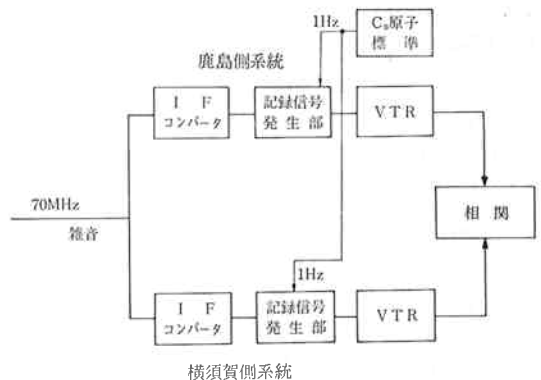 1Hz
Cs原子
標 準
鹿島側系統
I F
コンバータ
記録信号
発 生 部
VTR
70MHz
雑音
相 関
1Hz
I F
コンバータ
記録信号
発 生 部
VTR
横須賀側系統